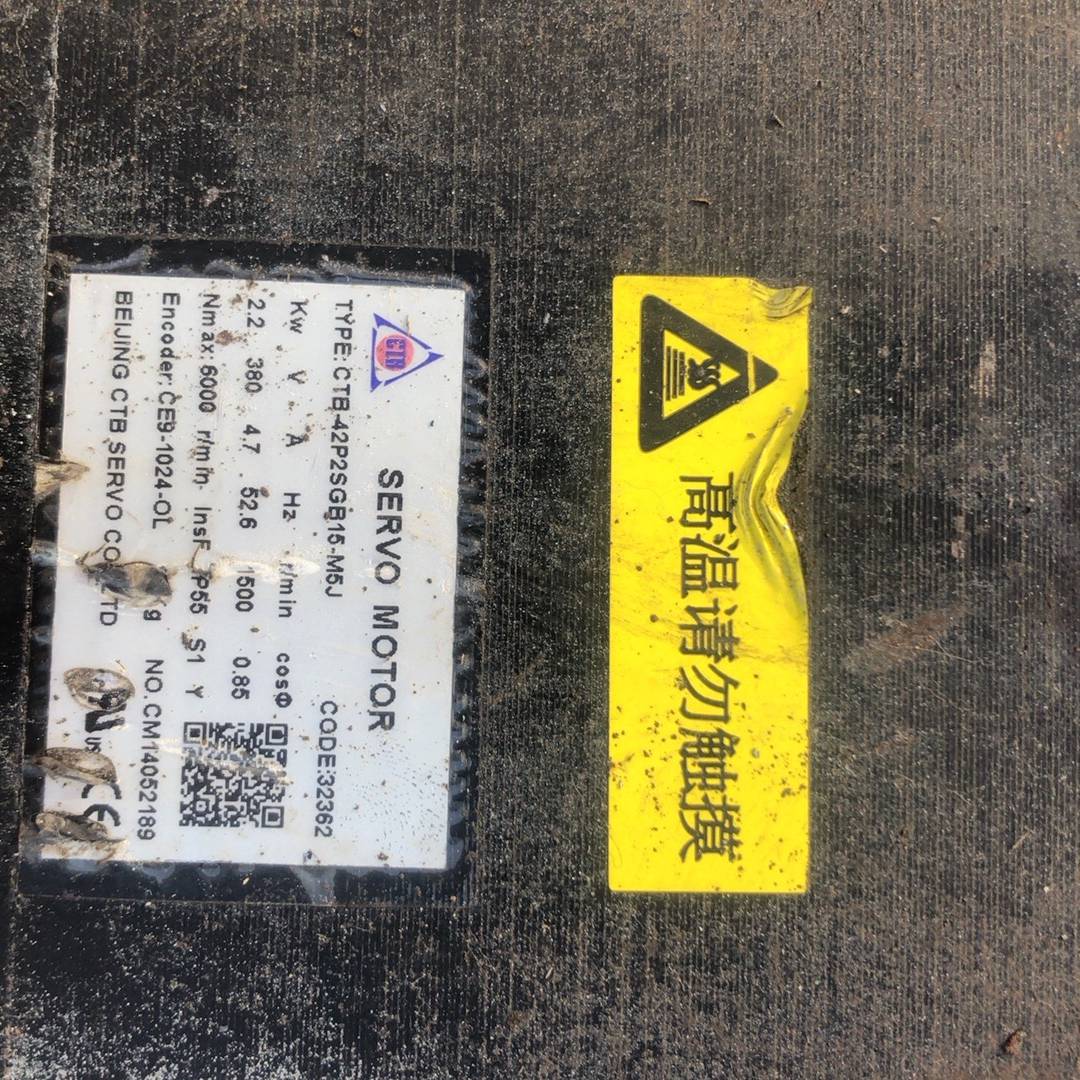 CTB
SERVO MOTOR
TYPE: CTB-42P2SGB15-M5J CODE:32362
Kw V A Hz r/min cosΦ
2.2 380 4.7 52.6 1500 0.85
Nmax 6000 r/min InsF IP55 S1 Y
Encoder: CE9-1024-OL g NO.CM14052189
BEIJING CTB SERVO CO LTD US CE
高温请勿触摸